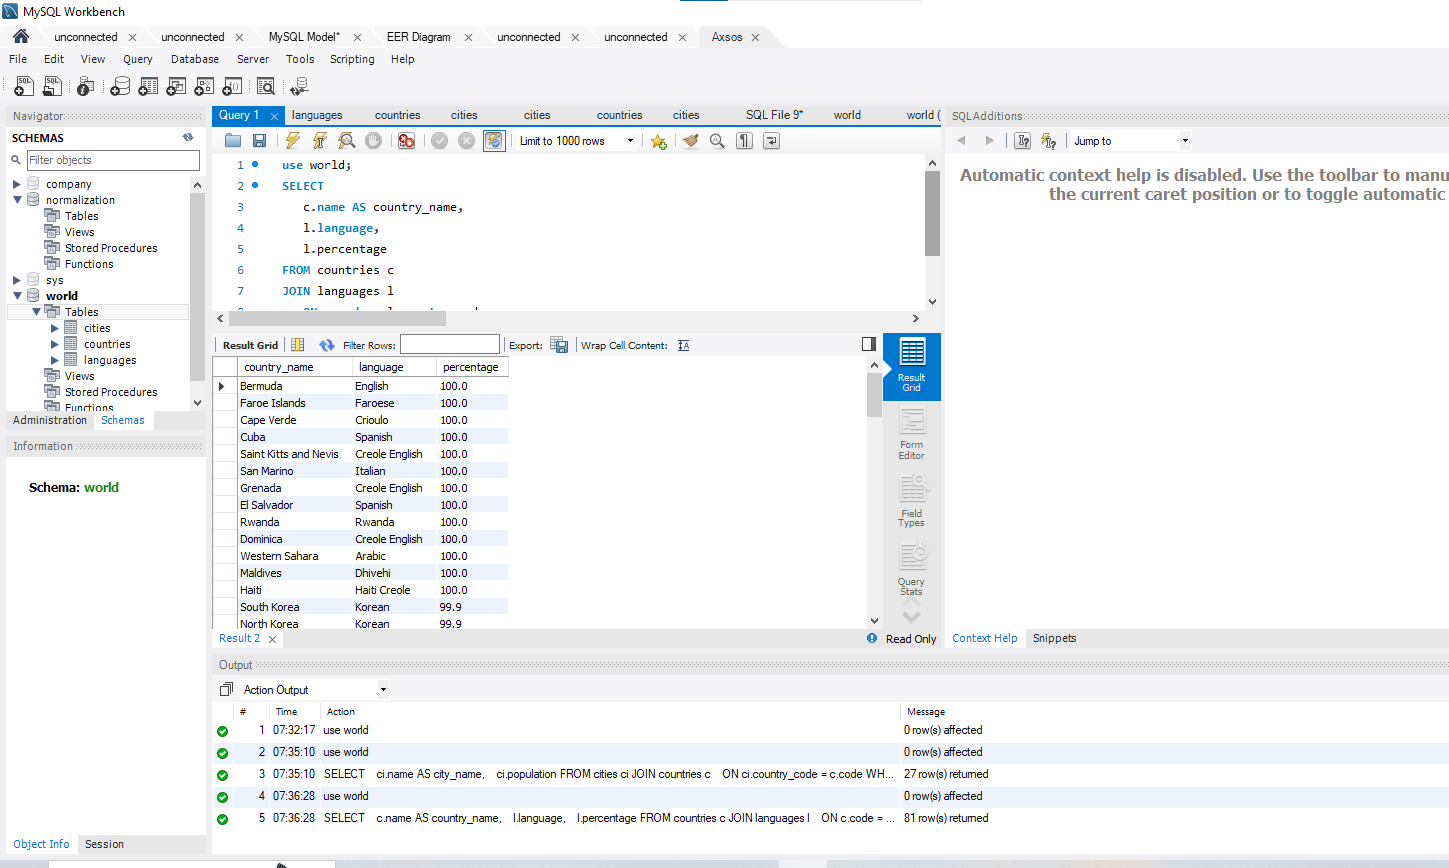 MySQL Workbench
unconnected unconnected MySQL Model* EER Diagram unconnected unconnected Axsos
File Edit View Query Database Server Tools Scripting Help
Navigator
SCHEMAS
Filter objects
company
normalization
Tables
Views
Stored Procedures
Functions
sys
world
Tables
cities
countries
languages
Views
Stored Procedures
Functions
Administration Schemas
Information
Schema: world
Object Info Session
Query 1 languages countries cities cities countries cities SQL File 9* world world (
Limit to 1000 rows
1 use world;
2 SELECT
3 c.name AS country_name,
4 l.language,
5 l.percentage
6 FROM countries c
7 JOIN languages l
Result Grid Filter Rows: Export: Wrap Cell Content:
country_name language percentage
Bermuda English 100.0
Faroe Islands Faroese 100.0
Cape Verde Crioulo 100.0
Cuba Spanish 100.0
Saint Kitts and Nevis Creole English 100.0
San Marino Italian 100.0
Grenada Creole English 100.0
El Salvador Spanish 100.0
Rwanda Rwanda 100.0
Dominica Creole English 100.0
Western Sahara Arabic 100.0
Maldives Dhivehi 100.0
Haiti Haiti Creole 100.0
South Korea Korean 99.9
North Korea Korean 99.9
Result Grid
Form Editor
Field Types
Query Stats
Result 2 Read Only
SQLAdditions
Jump to
Automatic context help is disabled. Use the toolbar to manu
the current caret position or to toggle automatic
Context Help Snippets
Output
Action Output
# Time Action Message
1 07:32:17 use world 0 row(s) affected
2 07:35:10 use world 0 row(s) affected
3 07:35:10 SELECT ci.name AS city_name, ci.population FROM cities ci JOIN countries c ON ci.country_code = c.code WH... 27 row(s) returned
4 07:36:28 use world 0 row(s) affected
5 07:36:28 SELECT c.name AS country_name, l.language, l.percentage FROM countries c JOIN languages l ON c.code = ... 81 row(s) returned